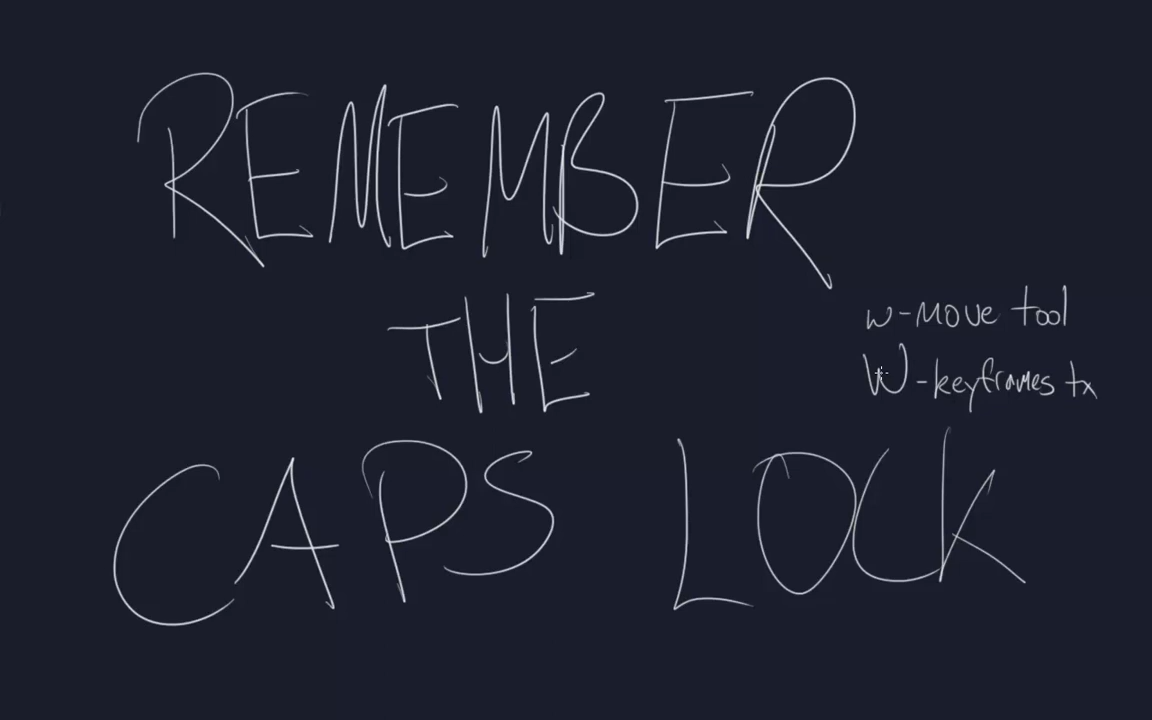 REMEMBER
THE
w-move tool
W-keyframes tx
CAPS LOCK